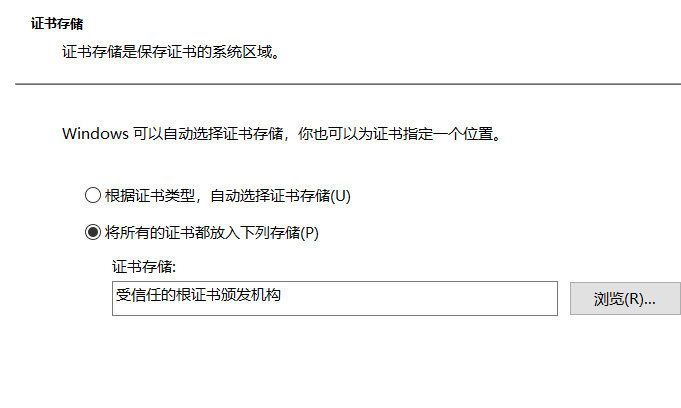 证书存储
证书存储是保存证书的系统区域。
Windows 可以自动选择证书存储，你也可以为证书指定一个位置。
根据证书类型，自动选择证书存储(U)
将所有的证书都放入下列存储(P)
证书存储:
受信任的根证书颁发机构
浏览(R)...